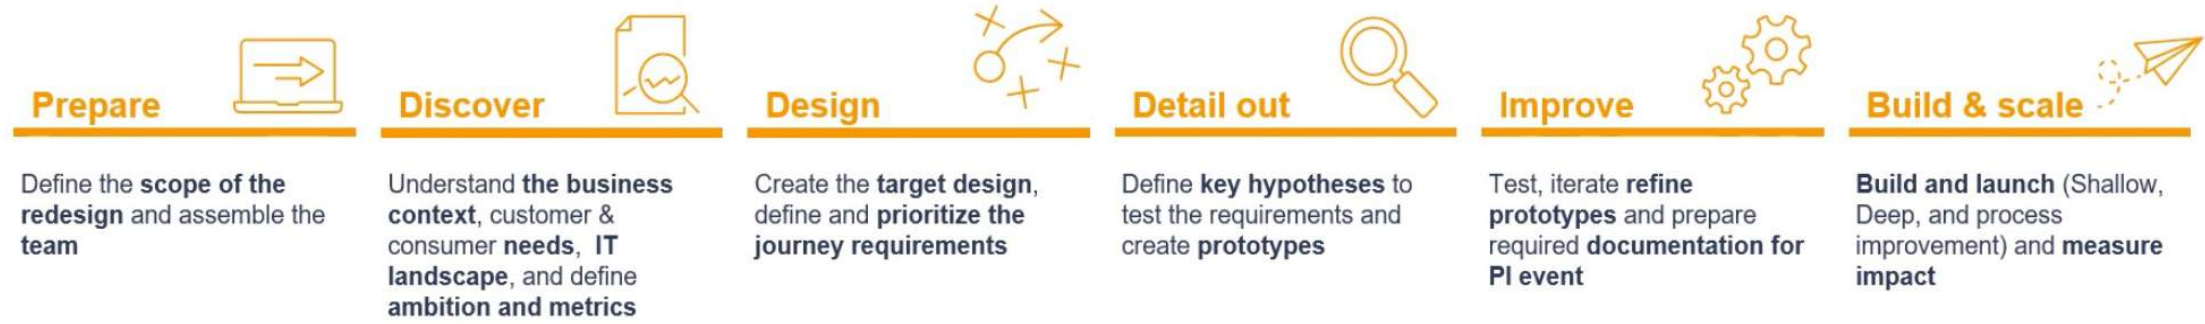 Prepare
Define the scope of the
redesign and assemble the
team
Discover
Understand the business
context, customer &
consumer needs, IT
landscape, and define
ambition and metrics
Design
Create the target design,
define and prioritize the
journey requirements
Detail out
Define key hypotheses to
test the requirements and
create prototypes
Improve
Test, iterate refine
prototypes and prepare
required documentation for
PI event
Build & scale
Build and launch (Shallow,
Deep, and process
improvement) and measure
impact